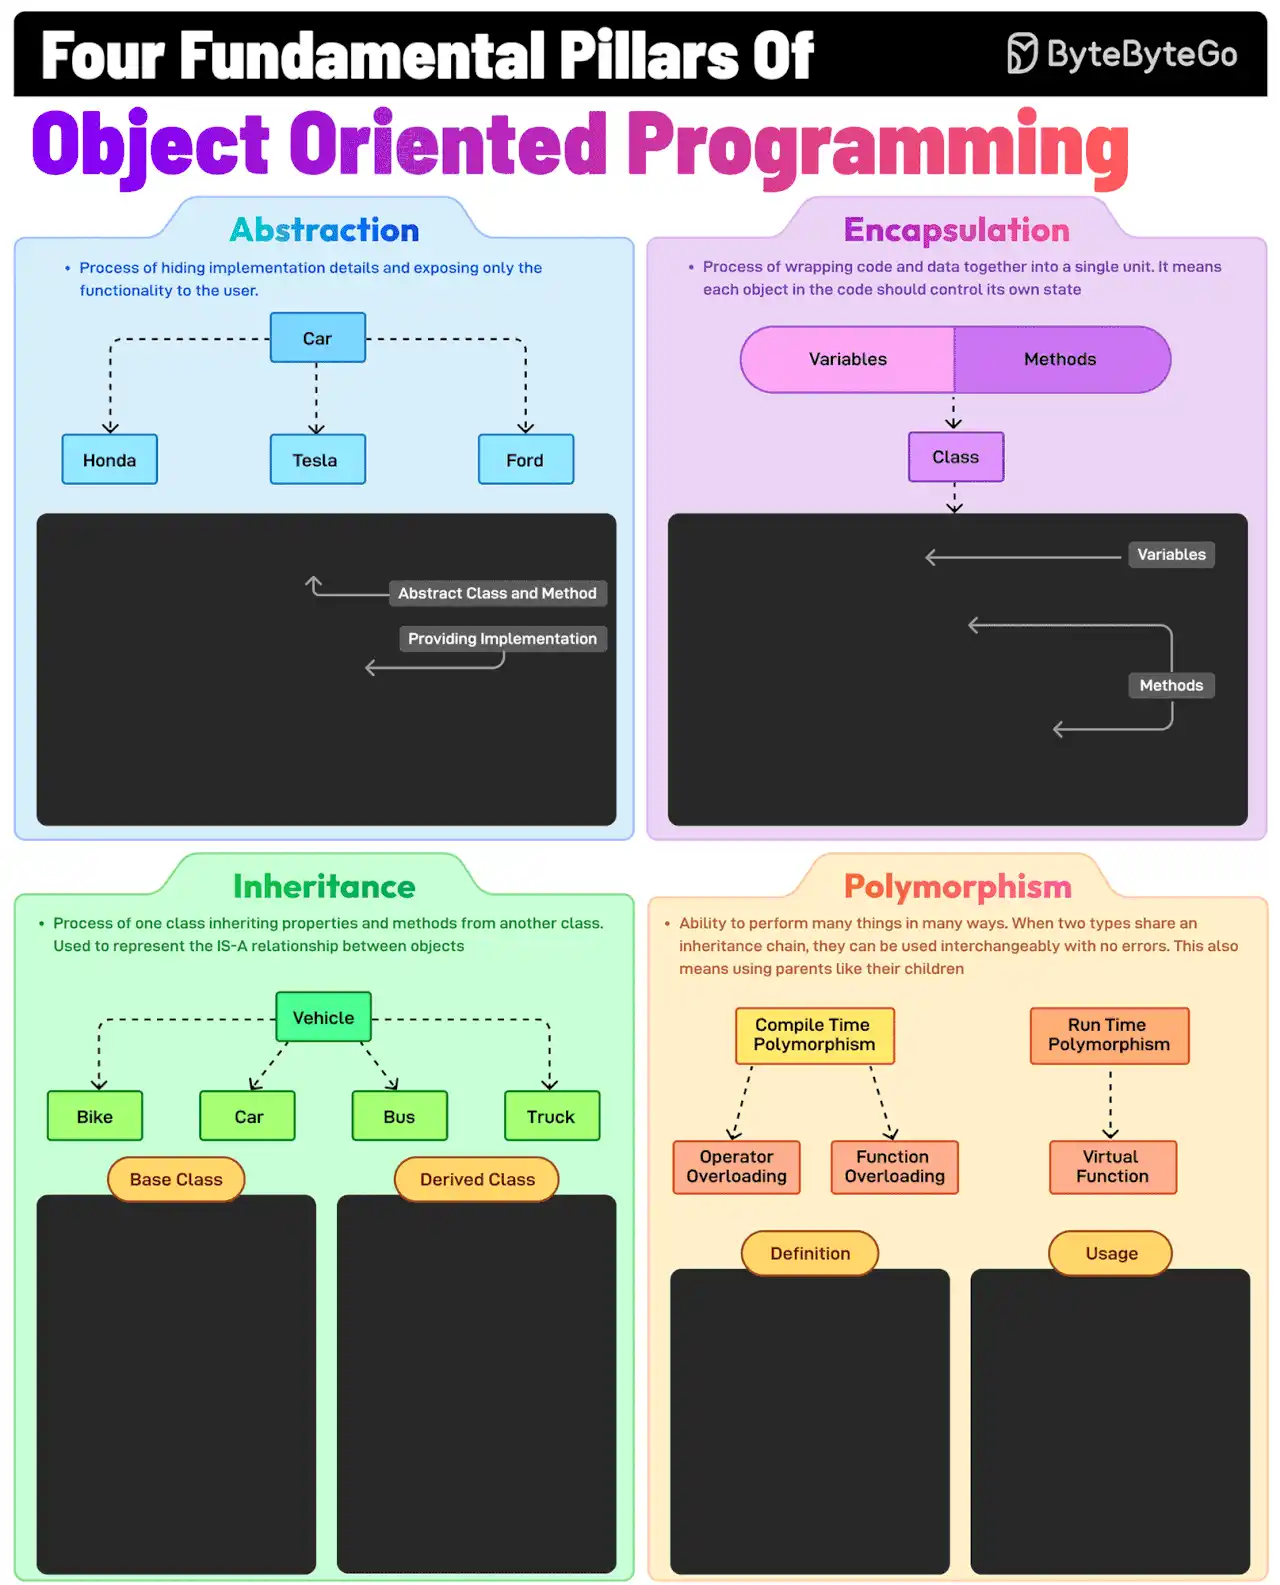 Four Fundamental Pillars Of
ByteByteGo
Object Oriented Programming
Abstraction
• Process of hiding implementation details and exposing only the
functionality to the user.
Car
Honda
Tesla
Ford
Abstract Class and Method
Providing Implementation
Encapsulation
• Process of wrapping code and data together into a single unit. It means
each object in the code should control its own state
Variables
Methods
Class
Variables
Methods
Inheritance
• Process of one class inheriting properties and methods from another class.
Used to represent the IS-A relationship between objects
Vehicle
Bike
Car
Bus
Truck
Base Class
Derived Class
Polymorphism
• Ability to perform many things in many ways. When two types share an
inheritance chain, they can be used interchangeably with no errors. This also
means using parents like their children
Compile Time
Polymorphism
Run Time
Polymorphism
Operator
Overloading
Function
Overloading
Virtual
Function
Definition
Usage